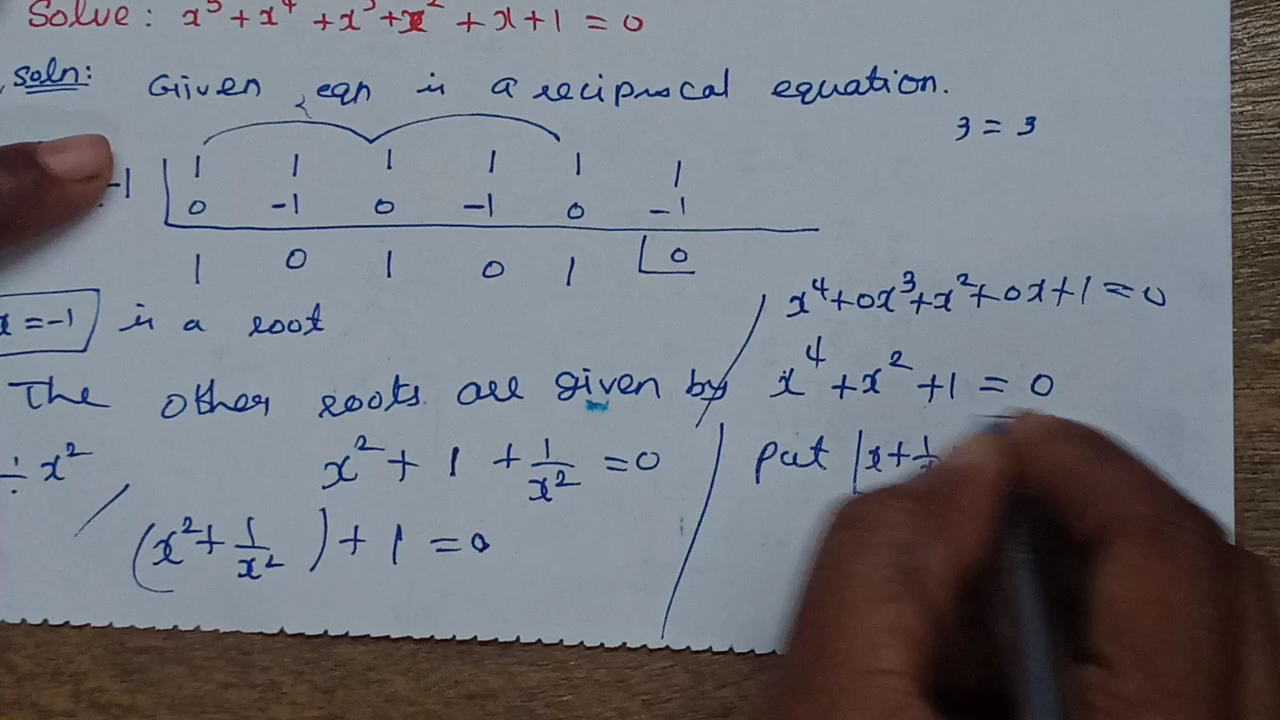 Solve: x⁵ + x⁴ + x³ + x² + x + 1 = 0
Soln: Given eqn is a reciprocal equation.
3 = 3
-1 | 1 1 1 1 1 1
0 -1 0 -1 0 -1
1 0 1 0 1 | 0
x⁴ + 0x³ + x² + 0x + 1 = 0
x = -1 is a root
The other roots are given by x⁴ + x² + 1 = 0
÷ x² x² + 1 + 1/x² = 0
put x + 1/x
(x² + 1/x²) + 1 = 0